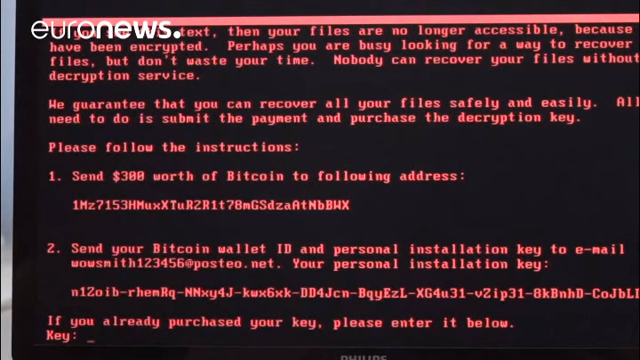 euronews.
text, then your files are no longer accessible, because
have been encrypted. Perhaps you are busy looking for a way to recover
files, but don't waste your time. Nobody can recover your files without
decryption service.
We guarantee that you can recover all your files safely and easily. All
need to do is submit the payment and purchase the decryption key.
Please follow the instructions:
1. Send $300 worth of Bitcoin to following address:
1Mz7153HMuxXTuR2R1t78mGSdzaAtNbBWX
2. Send your Bitcoin wallet ID and personal installation key to e-mail
wowsmith123456@posteo.net. Your personal installation key:
n1Zoib-rhemRq-NNxy4J-kwx6xk-DD4Jcn-BqyEzL-XG4u31-vZip31-8kBnhD-CoJbLI
If you already purchased your key, please enter it below.
Key: _
PHILIPS